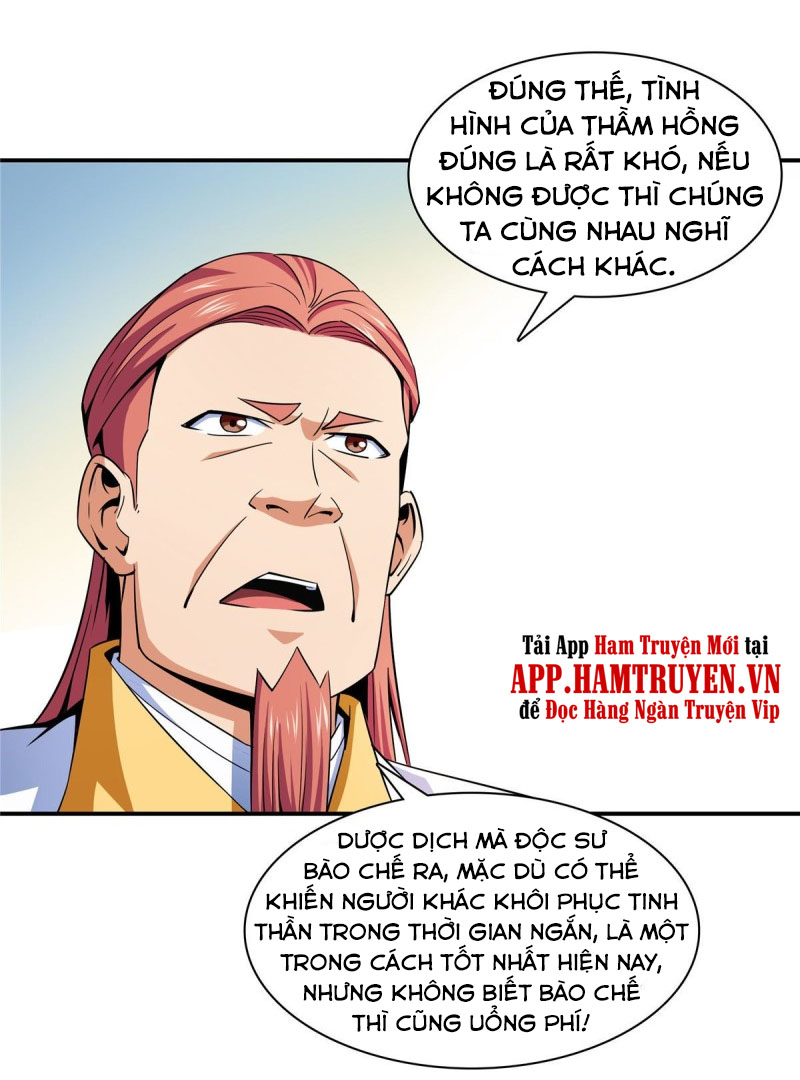 ĐÚNG THẾ, TÌNH
HÌNH CỦA THẦM HỒNG
ĐÚNG LÀ RẤT KHÓ, NẾU
KHÔNG ĐƯỢC THÌ CHÚNG
TA CÙNG NHAU NGHĨ
CÁCH KHÁC.
Tải App Ham Truyện Mới tại
APP.HAMTRUYEN.VN
để Đọc Hàng Ngàn Truyện Vip
DƯỢC DỊCH MÀ ĐỘC SƯ
BÀO CHẾ RA, MẶC DÙ CÓ THỂ
KHIẾN NGƯỜI KHÁC KHÔI PHỤC TINH
THẦN TRONG THỜI GIAN NGẮN, LÀ MỘT
TRONG CÁCH TỐT NHẤT HIỆN NAY,
NHƯNG KHÔNG BIẾT BÀO CHẾ
THÌ CŨNG UỔNG PHÍ!